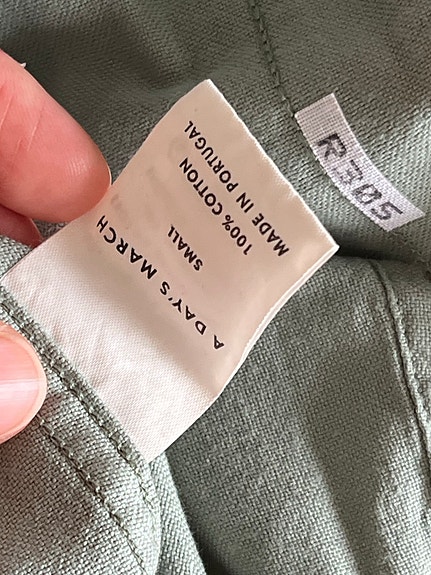 A DAY'S MARCH
SMALL
100% COTTON
MADE IN PORTUGAL
R305